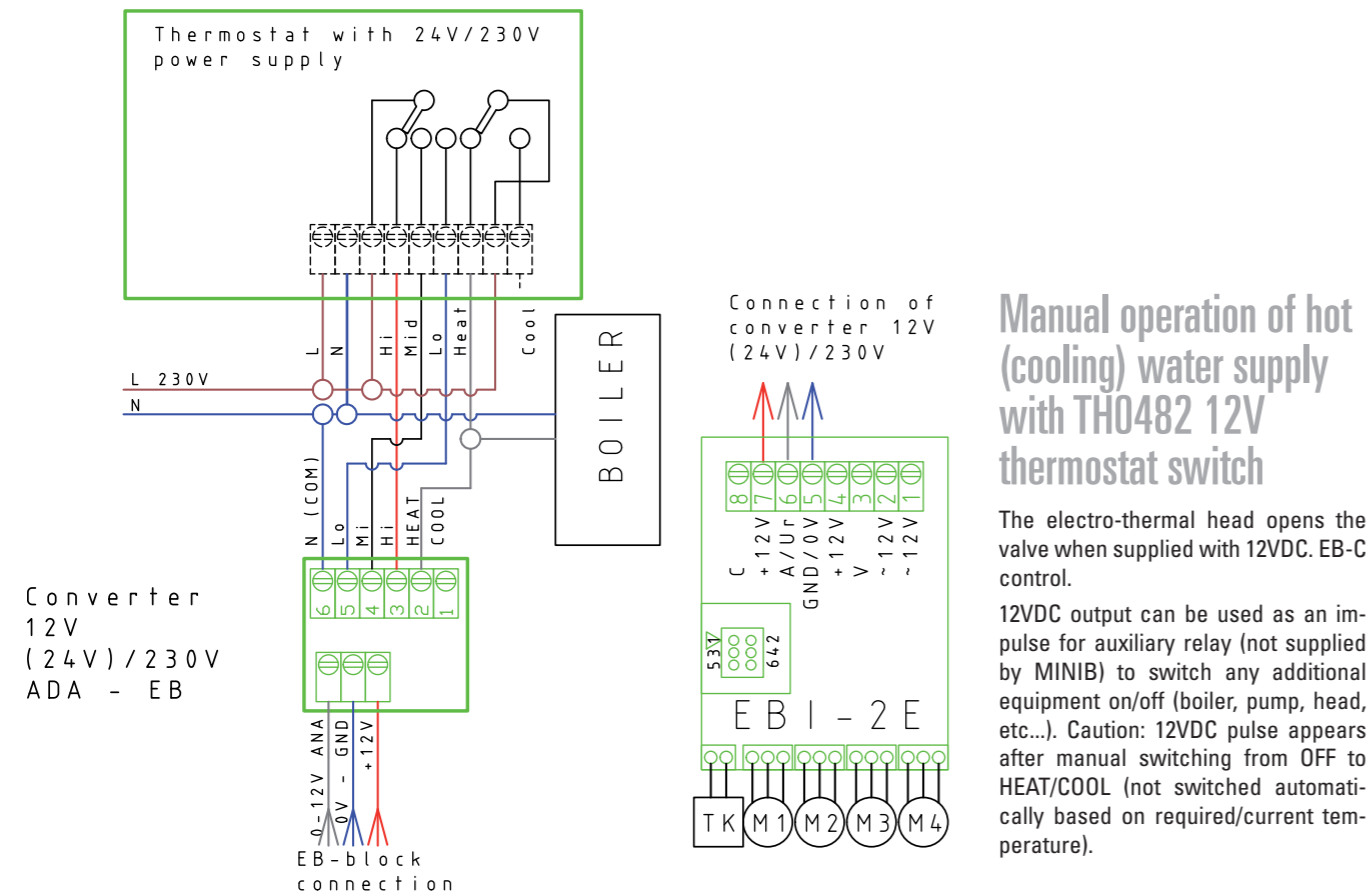 Thermostat with 24V/230V
power supply
L
N
Hi
Mid
Lo
Heat
Cool
L 230V
N
BOILER
N (COM)
Lo
Mi
Hi
HEAT
COOL
6 5 4 3 2 1
Converter
12V
(24V)/230V
ADA - EB
0-12V ANA
0V - GND
+12V
EB-block
connection
Connection of
converter 12V
(24V)/230V
8 7 6 5 4 3 2 1
C
+12V
A/Ur
GND/0V
+12V
V
~12V
~12V
531
642
EBI-2E
TK M1 M2 M3 M4
Manual operation of hot
(cooling) water supply
with TH0482 12V
thermostat switch
The electro-thermal head opens the
valve when supplied with 12VDC. EB-C
control.
12VDC output can be used as an im-
pulse for auxiliary relay (not supplied
by MINIB) to switch any additional
equipment on/off (boiler, pump, head,
etc...). Caution: 12VDC pulse appears
after manual switching from OFF to
HEAT/COOL (not switched automati-
cally based on required/current tem-
perature).